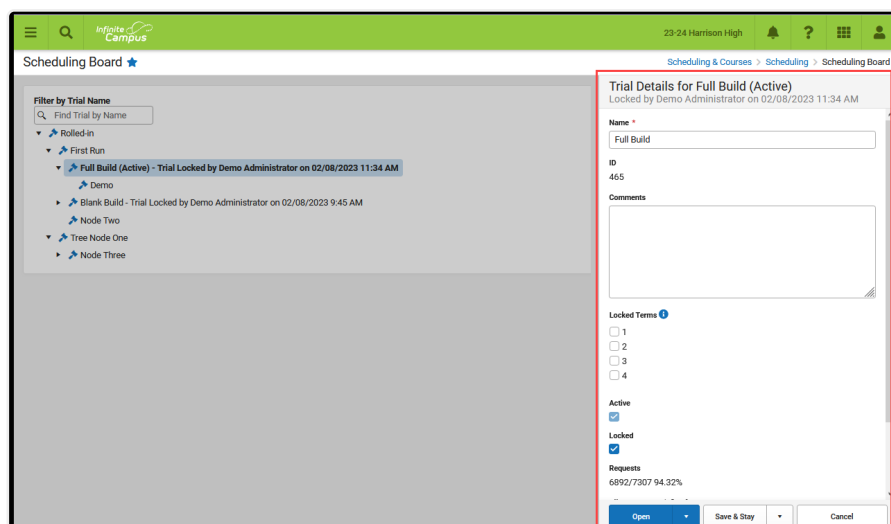 Infinite
Campus
23-24 Harrison High
?
Scheduling Board
Scheduling & Courses > Scheduling > Scheduling Board
Filter by Trial Name
Find Trial by Name
Rolled-in
First Run
Full Build (Active) - Trial Locked by Demo Administrator on 02/08/2023 11:34 AM
Demo
Blank Build - Trial Locked by Demo Administrator on 02/08/2023 9:45 AM
Node Two
Tree Node One
Node Three
Trial Details for Full Build (Active)
Locked by Demo Administrator on 02/08/2023 11:34 AM
Name *
Full Build
ID
465
Comments
Locked Terms
1
2
3
4
Active
Locked
Requests
6892/7307 94.32%
Open
Save & Stay
Cancel